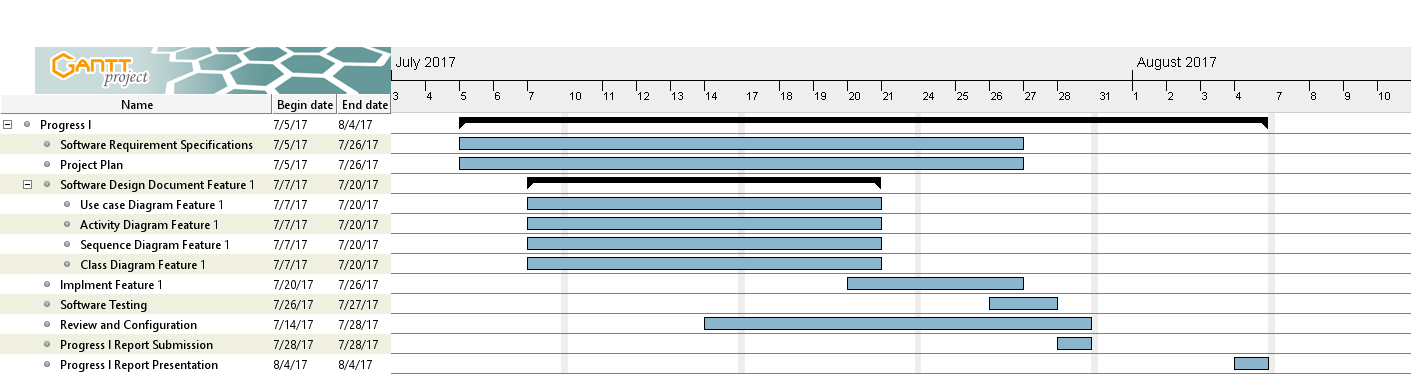 GANTT
project
July 2017 August 2017
3 4 5 6 7 10 11 12 13 14 17 18 19 20 21 24 25 26 27 28 31 1 2 3 4 7 8 9 10
Name Begin date End date
Progress I 7/5/17 8/4/17
Software Requirement Specifications 7/5/17 7/26/17
Project Plan 7/5/17 7/26/17
Software Design Document Feature 1 7/7/17 7/20/17
Use case Diagram Feature 1 7/7/17 7/20/17
Activity Diagram Feature 1 7/7/17 7/20/17
Sequence Diagram Feature 1 7/7/17 7/20/17
Class Diagram Feature 1 7/7/17 7/20/17
Implment Feature 1 7/20/17 7/26/17
Software Testing 7/26/17 7/27/17
Review and Configuration 7/14/17 7/28/17
Progress I Report Submission 7/28/17 7/28/17
Progress I Report Presentation 8/4/17 8/4/17